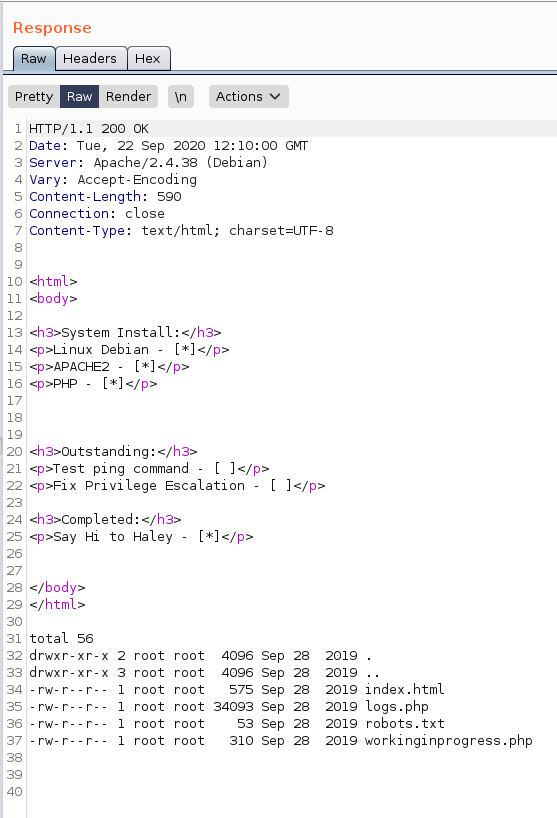 Response
Raw Headers Hex
Pretty Raw Render \n Actions
1 HTTP/1.1 200 OK
2 Date: Tue, 22 Sep 2020 12:10:00 GMT
3 Server: Apache/2.4.38 (Debian)
4 Vary: Accept-Encoding
5 Content-Length: 590
6 Connection: close
7 Content-Type: text/html; charset=UTF-8
8
9
10 <html>
11 <body>
12
13 <h3>System Install:</h3>
14 <p>Linux Debian - [*]</p>
15 <p>APACHE2 - [*]</p>
16 <p>PHP - [*]</p>
17
18
19
20 <h3>Outstanding:</h3>
21 <p>Test ping command - [ ]</p>
22 <p>Fix Privilege Escalation - [ ]</p>
23
24 <h3>Completed:</h3>
25 <p>Say Hi to Haley - [*]</p>
26
27
28 </body>
29 </html>
30
31 total 56
32 drwxr-xr-x 2 root root  4096 Sep 28  2019 .
33 drwxr-xr-x 3 root root  4096 Sep 28  2019 ..
34 -rw-r--r-- 1 root root   575 Sep 28  2019 index.html
35 -rw-r--r-- 1 root root 34093 Sep 28  2019 logs.php
36 -rw-r--r-- 1 root root    53 Sep 28  2019 robots.txt
37 -rw-r--r-- 1 root root   310 Sep 28  2019 workinginprogress.php
38
39
40